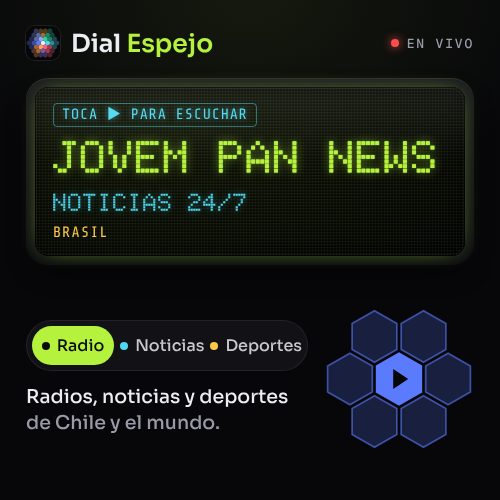 Dial Espejo
EN VIVO
TOCA ▶ PARA ESCUCHAR
JOVEM PAN NEWS
NOTICIAS 24/7
BRASIL
Radio
Noticias
Deportes
Radios, noticias y deportes
de Chile y el mundo.